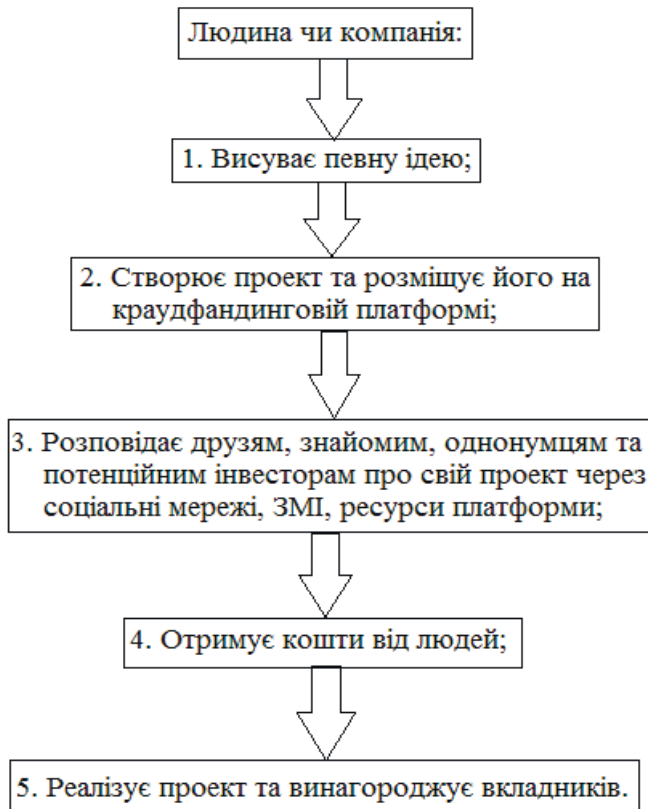 Людина чи компанія:
1. Висуває певну ідею;
2. Створює проект та розміщує його на
краудфандинговій платформі;
3. Розповідає друзям, знайомим, однонумцям та
потенційним інвесторам про свій проект через
соціальні мережі, ЗМІ, ресурси платформи;
4. Отримує кошти від людей;
5. Реалізує проект та винагороджує вкладників.